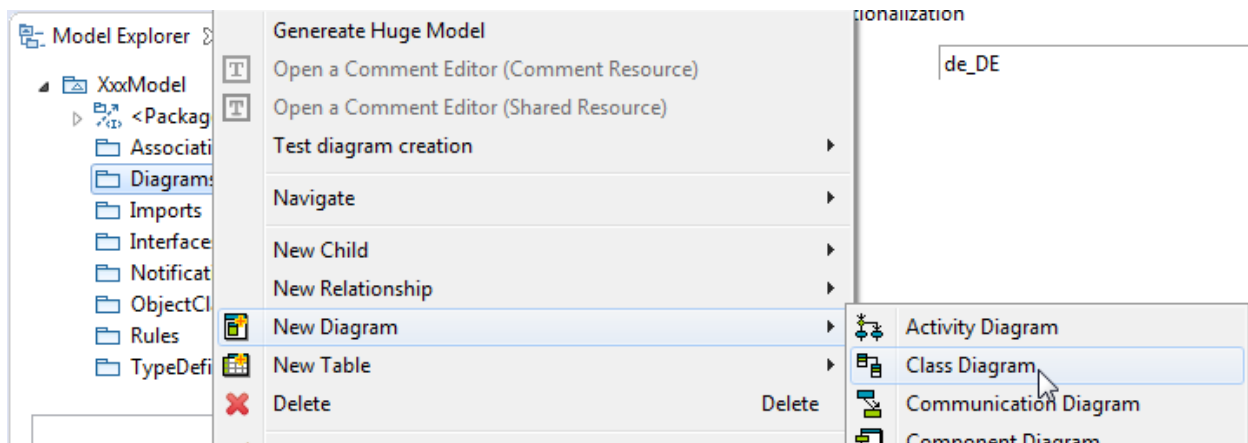 Model Explorer
XxxModel
<Packag
Associati
Diagrams
Imports
Interface
Notificat
ObjectCl
Rules
TypeDefi
Genereate Huge Model
T Open a Comment Editor (Comment Resource)
T Open a Comment Editor (Shared Resource)
Test diagram creation
Navigate
New Child
New Relationship
New Diagram
New Table
Delete Delete
ionalization
de_DE
Activity Diagram
Class Diagram
Communication Diagram
Component Diagram